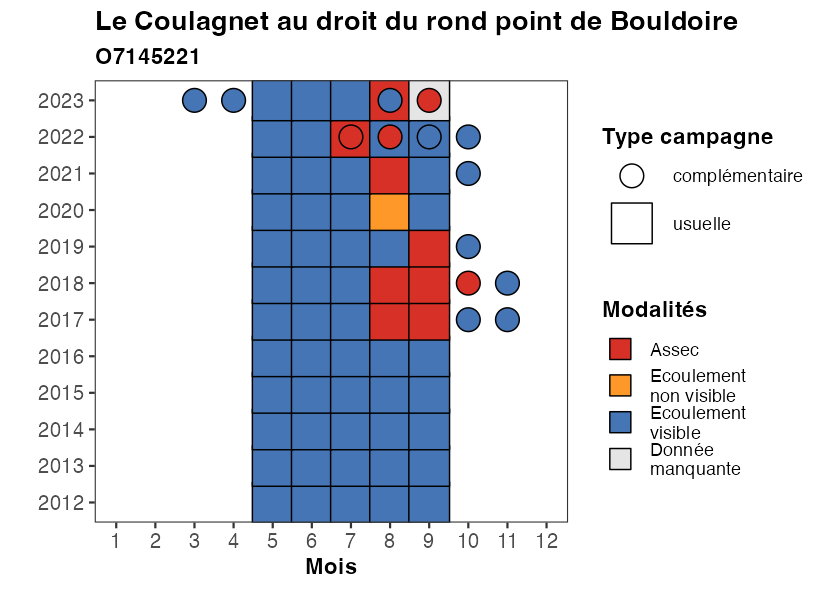 Le Coulagnet au droit du rond point de Bouldoire
O7145221
2023
2022
2021
2020
2019
2018
2017
2016
2015
2014
2013
2012
1 2 3 4 5 6 7 8 9 10 11 12
Mois
Type campagne
complémentaire
usuelle
Modalités
Assec
Ecoulement
non visible
Ecoulement
visible
Donnée
manquante